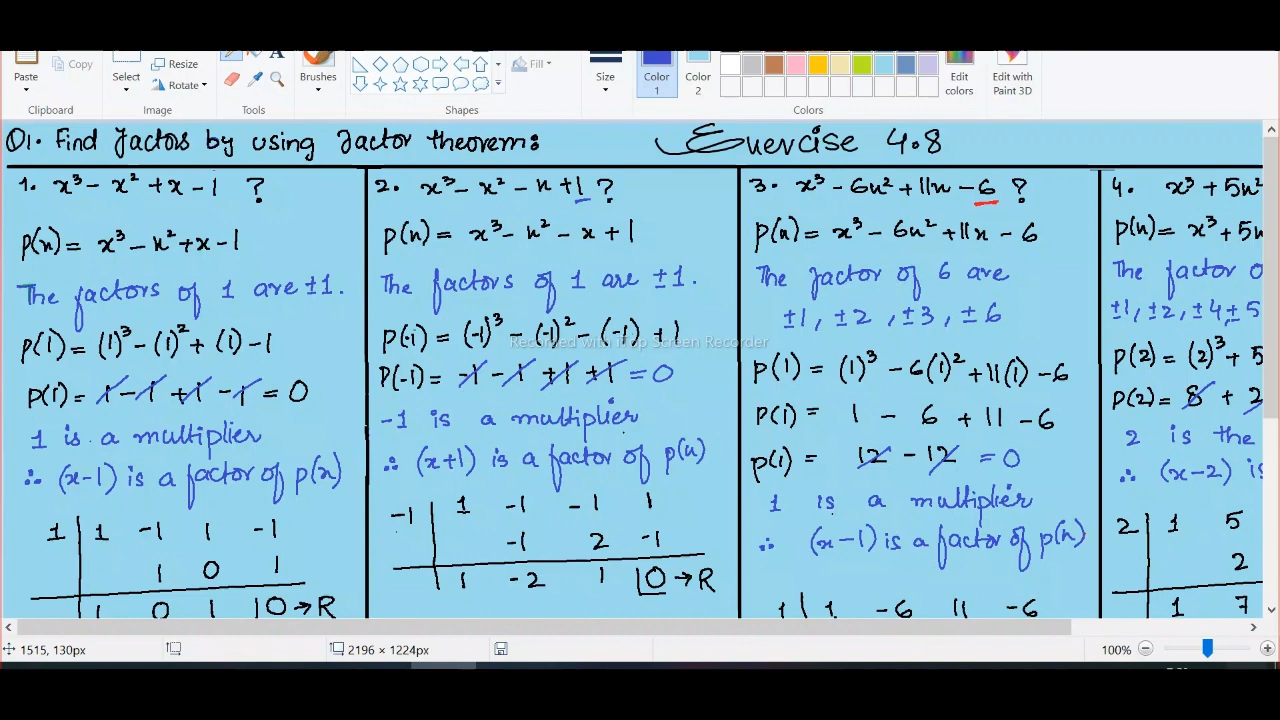 Paste
Copy
Select
Resize
Rotate
Brushes
Fill
Size
Color 1
Color 2
Edit colors
Edit with Paint 3D
Clipboard
Image
Tools
Shapes
Colors
Q1. Find factors by using factor theorem:
Exercise 4.8
1. x³ - x² + x - 1 ?
P(x) = x³ - x² + x - 1
The factors of 1 are ±1.
P(1) = (1)³ - (1)² + (1) - 1
P(1) = 1 - 1 + 1 - 1 = 0
1 is a multiplier
∴ (x-1) is a factor of p(x)
1 | 1 -1 1 -1
1 0 1
1 0 1 |0 → R
2. x³ - x² - x + 1 ?
P(x) = x³ - x² - x + 1
The factors of 1 are ±1.
P(-1) = (-1)³ - (-1)² - (-1) + 1
P(-1) = -1 - 1 + 1 + 1 = 0
-1 is a multiplier
∴ (x+1) is a factor of p(x)
-1 | 1 -1 -1 1
-1 2 -1
1 -2 1 |0 → R
3. x³ - 6x² + 11x - 6 ?
P(x) = x³ - 6x² + 11x - 6
The factor of 6 are
±1, ±2, ±3, ±6
P(1) = (1)³ - 6(1)² + 11(1) - 6
P(1) = 1 - 6 + 11 - 6
P(1) = 12 - 12 = 0
1 is a multiplier
∴ (x-1) is a factor of p(x)
1 | 1 -6 11 -6
4. x³ + 5x²
P(x) = x³ + 5x
The factor o
±1, ±2, ±4 ±5
P(2) = (2)³ + 5
P(2) = 8 + 2
2 is the
∴ (x-2) is
2 | 1 5
2
1 7
Recorded with iTop Screen Recorder
1515, 130px
2196 × 1224px
100%